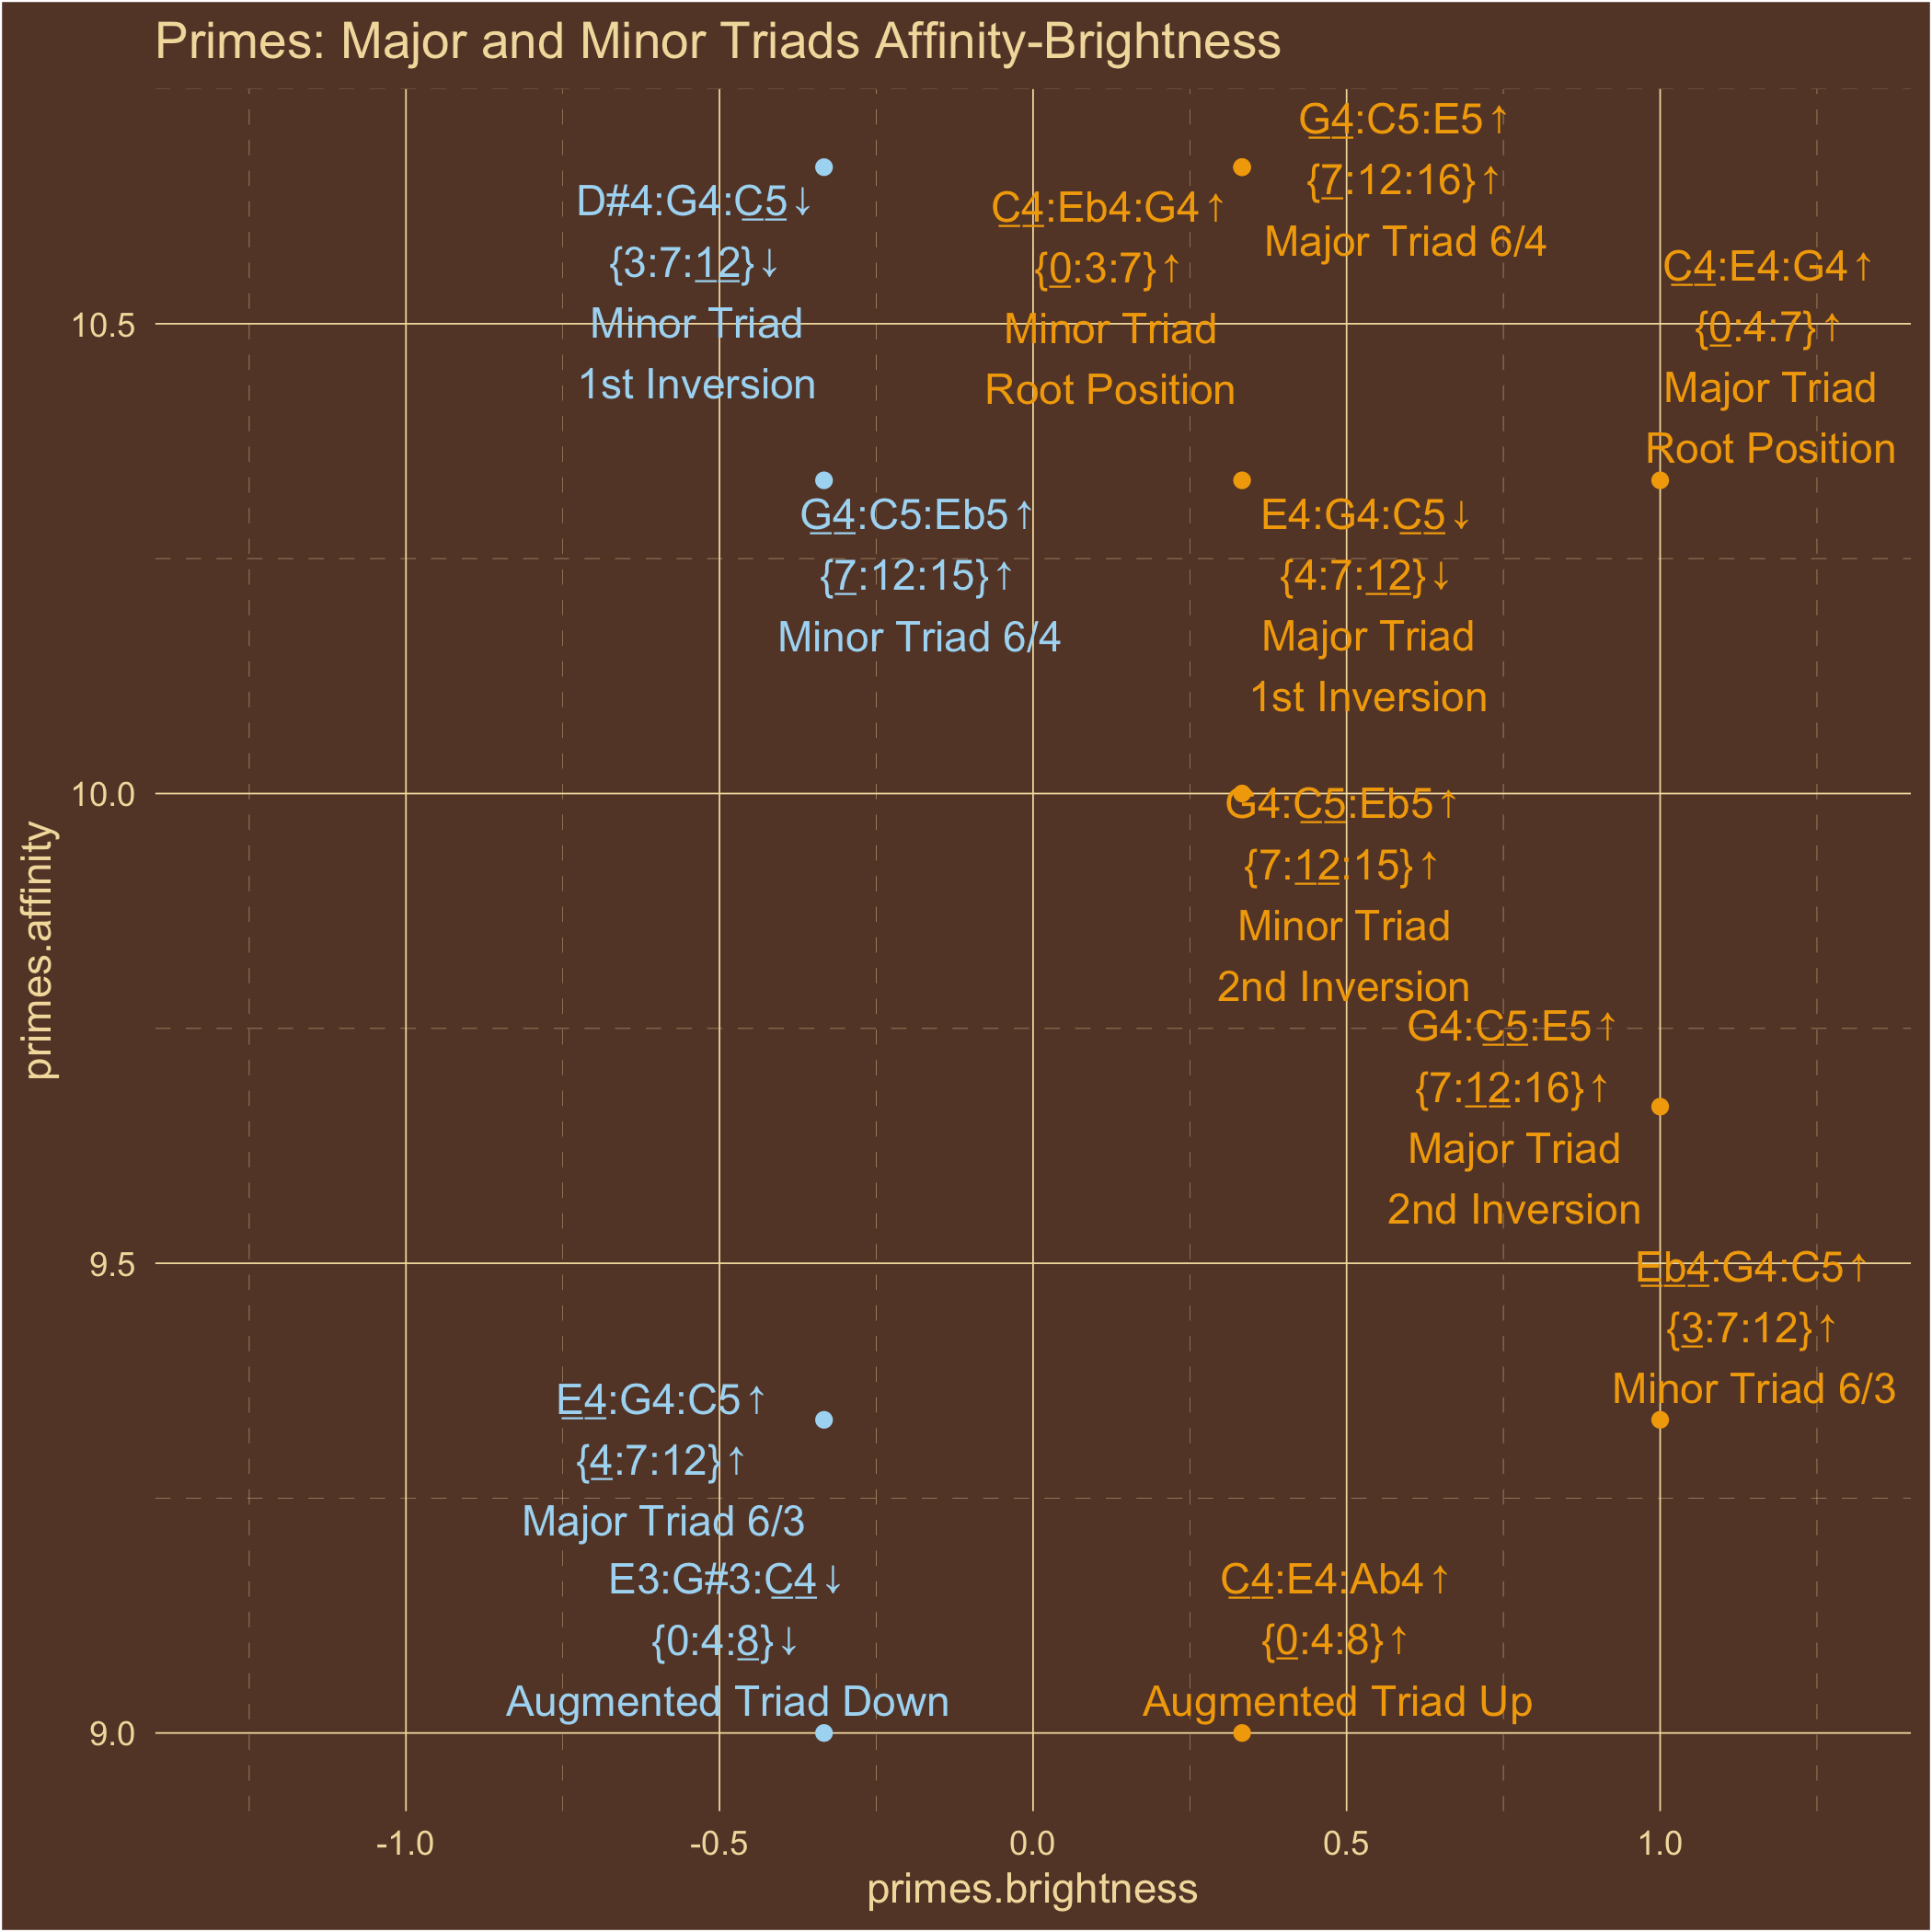 Primes: Major and Minor Triads Affinity-Brightness
G4:C5:E5↑
{7:12:16}↑
Major Triad 6/4
D#4:G4:C5↓
{3:7:12}↓
Minor Triad
1st Inversion
C4:Eb4:G4↑
{0:3:7}↑
Minor Triad
Root Position
C4:E4:G4↑
{0:4:7}↑
Major Triad
Root Position
10.5
G4:C5:Eb5↑
{7:12:15}↑
Minor Triad 6/4
E4:G4:C5↓
{4:7:12}↓
Major Triad
1st Inversion
10.0
G4:C5:Eb5↑
{7:12:15}↑
Minor Triad
2nd Inversion
primes.affinity
G4:C5:E5↑
{7:12:16}↑
Major Triad
2nd Inversion
9.5
Eb4:G4:C5↑
{3:7:12}↑
Minor Triad 6/3
E4:G4:C5↑
{4:7:12}↑
Major Triad 6/3
E3:G#3:C4↓
{0:4:8}↓
Augmented Triad Down
C4:E4:Ab4↑
{0:4:8}↑
Augmented Triad Up
9.0
-1.0 -0.5 0.0 0.5 1.0
primes.brightness